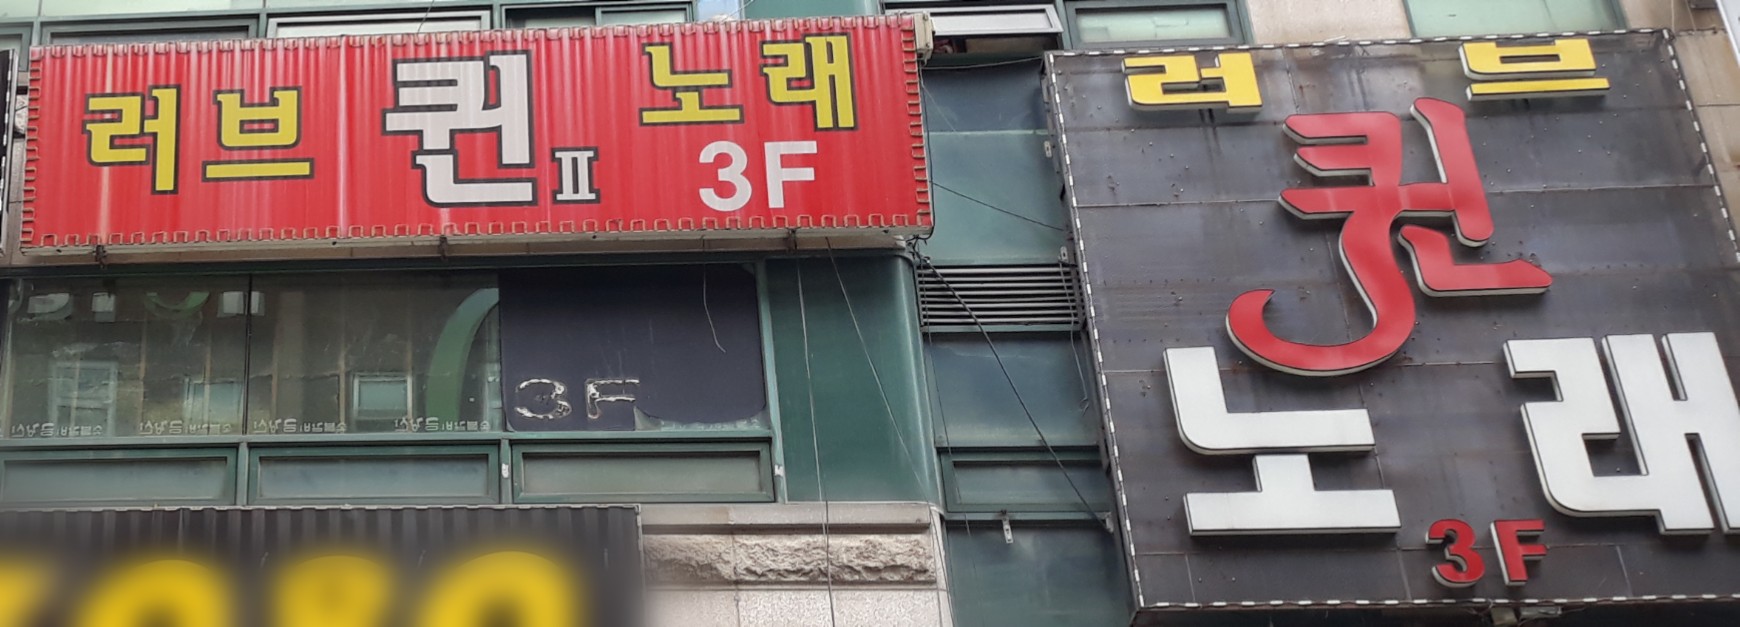 러브 퀸 II 노래
3F
3F
러 브
퀸
노래
3F